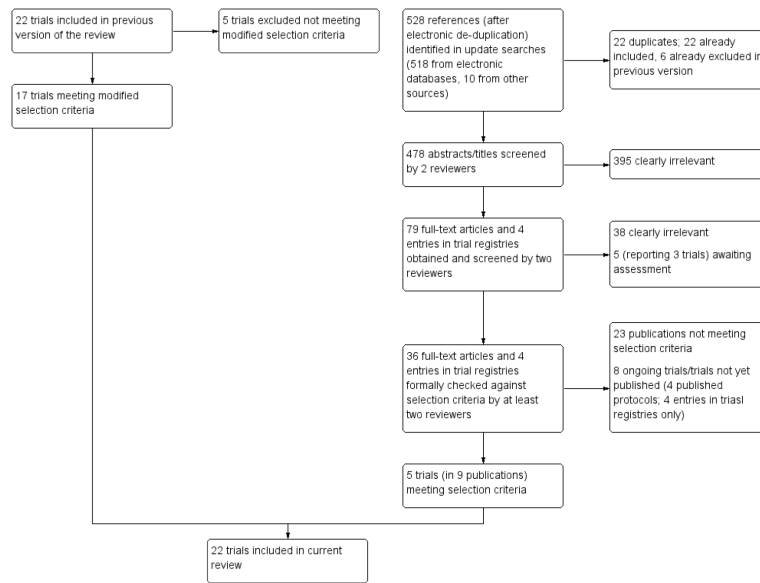 22 trials included in previous
version of the review
5 trials excluded not meeting
modified selection criteria
17 trials meeting modified
selection criteria
528 references (after
electronic de-duplication)
identified in update searches
(518 from electronic
databases, 10 from other
sources)
22 duplicates; 22 already
included, 6 already excluded in
previous version
478 abstracts/titles screened
by 2 reviewers
395 clearly irrelevant
79 full-text articles and 4
entries in trial registries
obtained and screened by two
reviewers
38 clearly irrelevant
5 (reporting 3 trials) awaiting
assessment
36 full-text articles and 4
entries in trial registries
formally checked against
selection criteria by at least
two reviewers
23 publications not meeting
selection criteria
8 ongoing trials/trials not yet
published (4 published
protocols; 4 entries in triasl
registries only)
5 trials (in 9 publications)
meeting selection criteria
22 trials included in current
review